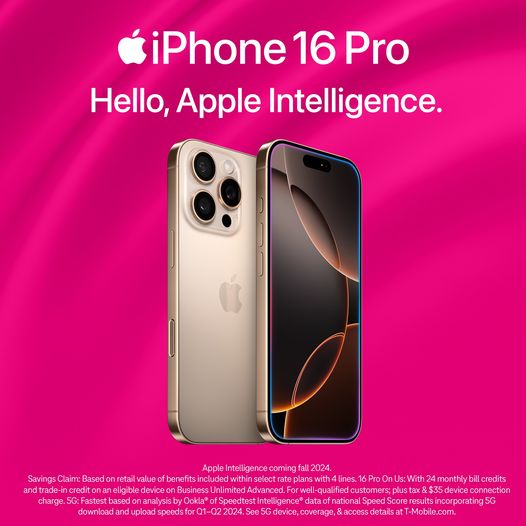 iPhone 16 Pro
Hello, Apple Intelligence.
Apple Intelligence coming fall 2024.
Savings Claim: Based on retail value of benefits included within select rate plans with 4 lines. 16 Pro On Us: With 24 monthly bill credits
and trade-in credit on an eligible device on Business Unlimited Advanced. For well-qualified customers; plus tax & $35 device connection
charge. 5G: Fastest based on analysis by Ookla® of Speedtest Intelligence® data of national Speed Score results incorporating 5G
download and upload speeds for Q1–Q2 2024. See 5G device, coverage, & access details at T-Mobile.com.